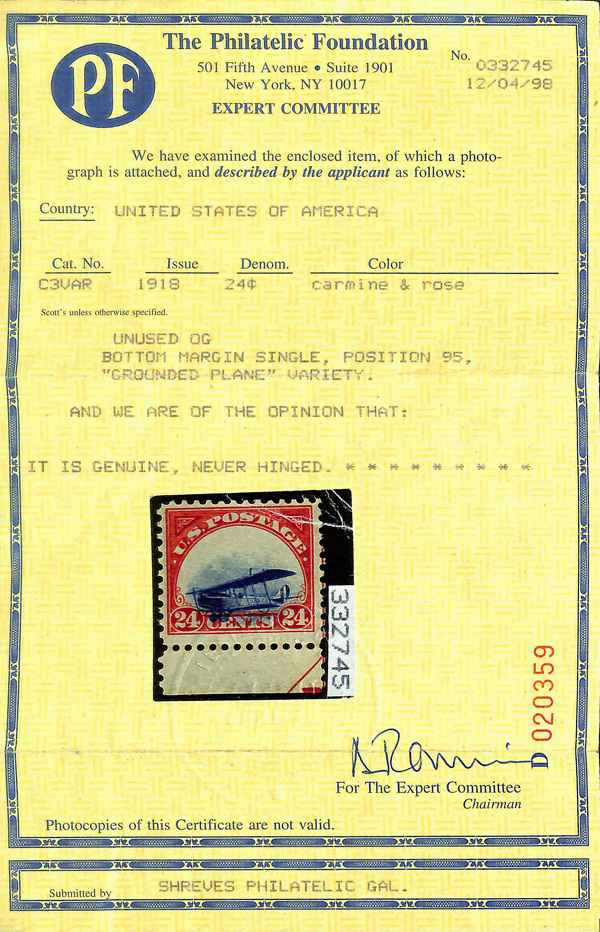 PF
The Philatelic Foundation
501 Fifth Avenue • Suite 1901
New York, NY 10017
EXPERT COMMITTEE
No. 0332745
12/04/98
We have examined the enclosed item, of which a photo-
graph is attached, and described by the applicant as follows:
Country: UNITED STATES OF AMERICA
Cat. No. Issue Denom. Color
C3VAR 1918 24¢ carmine & rose
Scott's unless otherwise specified.
UNUSED OG
BOTTOM MARGIN SINGLE, POSITION 95,
"GROUNDED PLANE" VARIETY.
AND WE ARE OF THE OPINION THAT:
IT IS GENUINE, NEVER HINGED. * * * * * * * * *
U.S. POSTAGE
24 CENTS 24
332745
D 020359
For The Expert Committee
Chairman
Photocopies of this Certificate are not valid.
Submitted by SHREVES PHILATELIC GAL.